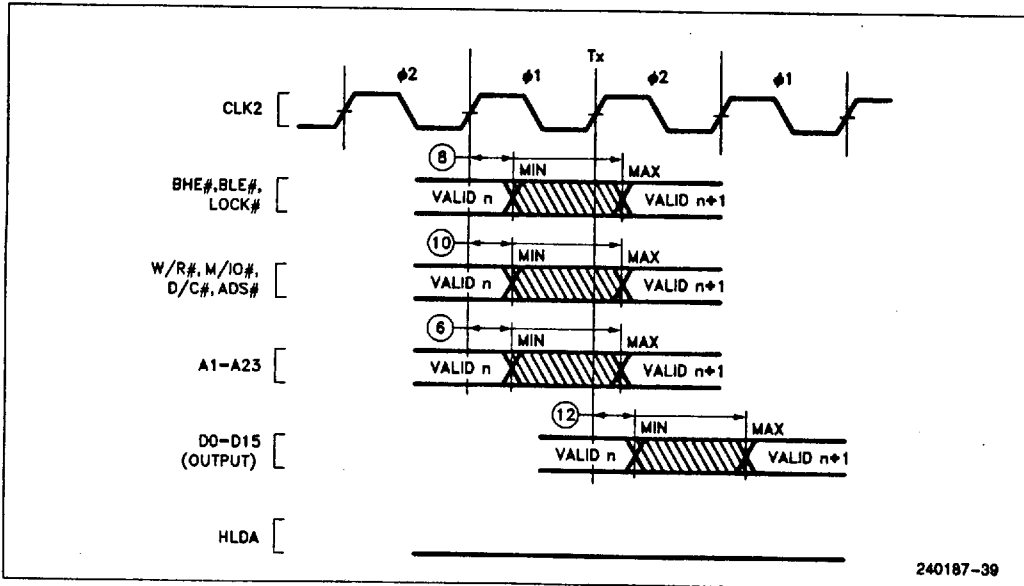 Tx
ϕ2 ϕ1 ϕ2 ϕ1
CLK2
8
MIN MAX
BHE#,BLE#,
LOCK#
VALID n VALID n+1
10
MIN MAX
W/R#, M/IO#,
D/C#, ADS#
VALID n VALID n+1
6
MIN MAX
A1-A23
VALID n VALID n+1
12
MIN MAX
D0-D15
(OUTPUT)
VALID n VALID n+1
HLDA
240187-39